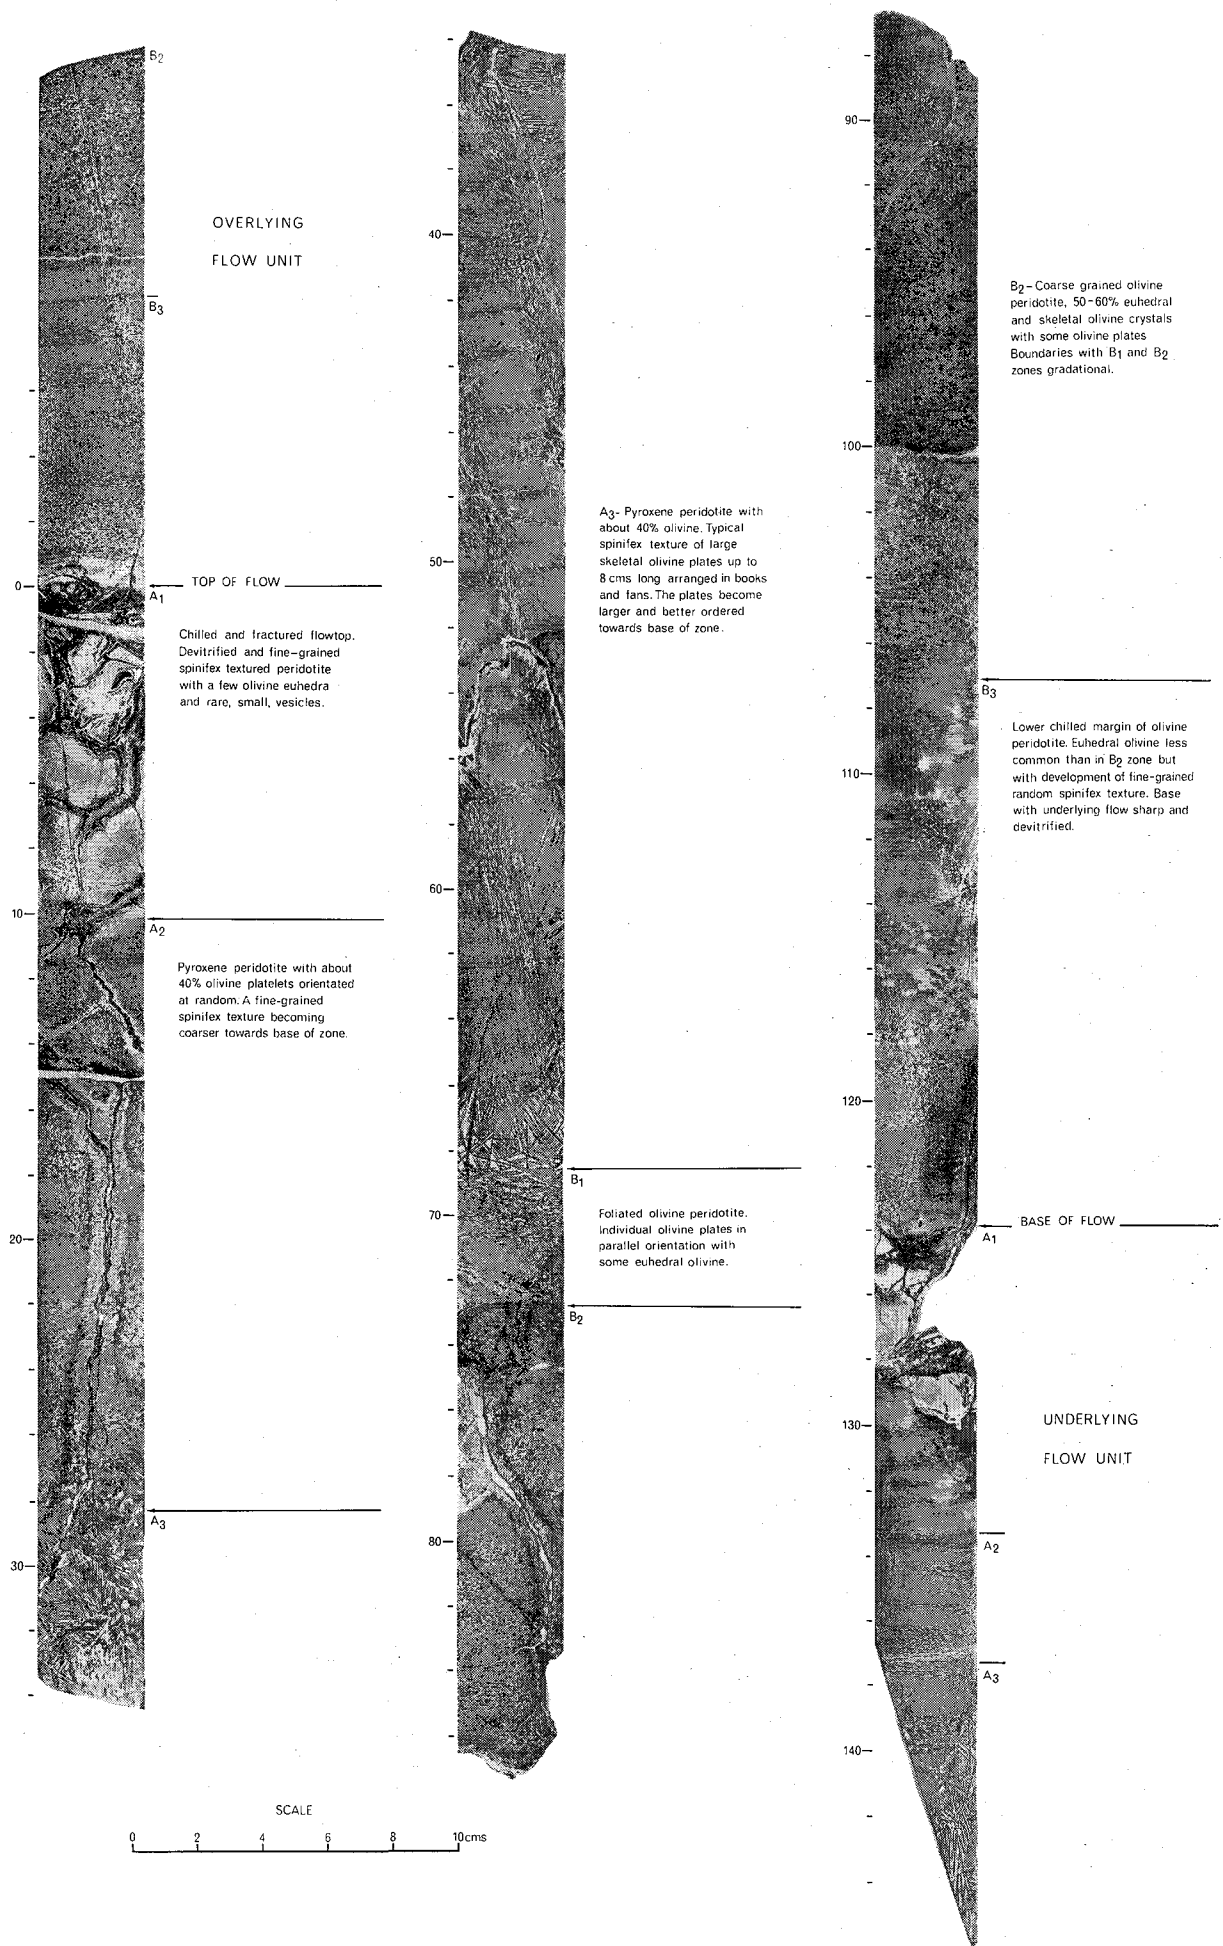 B2
OVERLYING
FLOW UNIT
B3
0
TOP OF FLOW
A1
Chilled and fractured flowtop.
Devitrified and fine-grained
spinifex textured peridotite
with a few olivine euhedra
and rare, small, vesicles.
10
A2
Pyroxene peridotite with about
40% olivine platelets orientated
at random. A fine-grained
spinifex texture becoming
coarser towards base of zone.
20
A3
30
40
50
A3- Pyroxene peridotite with
about 40% olivine. Typical
spinifex texture of large
skeletal olivine plates up to
8 cms long arranged in books
and fans. The plates become
larger and better ordered
towards base of zone.
60
B1
70
Foliated olivine peridotite.
Individual olivine plates in
parallel orientation with
some euhedral olivine.
B2
80
90
B2- Coarse grained olivine
peridotite, 50-60% euhedral
and skeletal olivine crystals
with some olivine plates
Boundaries with B1 and B2
zones gradational.
100
B3
Lower chilled margin of olivine
peridotite. Euhedral olivine less
common than in B2 zone but
with development of fine-grained
random spinifex texture. Base
with underlying flow sharp and
devitrified.
110
120
BASE OF FLOW
A1
130
UNDERLYING
FLOW UNIT
A2
A3
140
SCALE
0 2 4 6 8 10cms